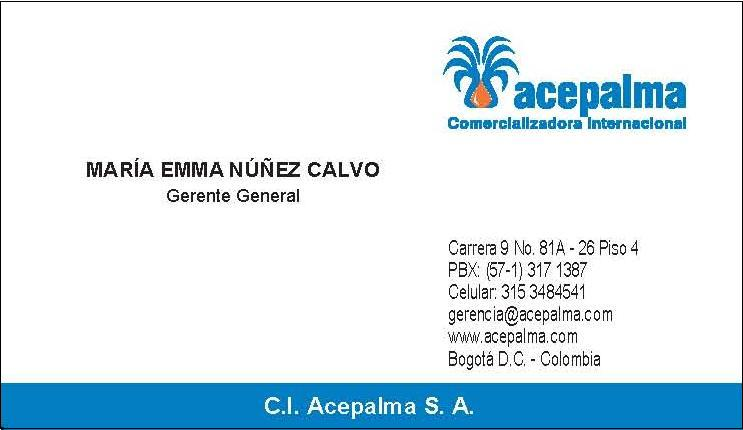 acepalma
Comercializadora Internacional
MARÍA EMMA NÚÑEZ CALVO
Gerente General
Carrera 9 No. 81A - 26 Piso 4
PBX: (57-1) 317 1387
Celular: 315 3484541
gerencia@acepalma.com
www.acepalma.com
Bogotá D.C. - Colombia
C.I. Acepalma S. A.